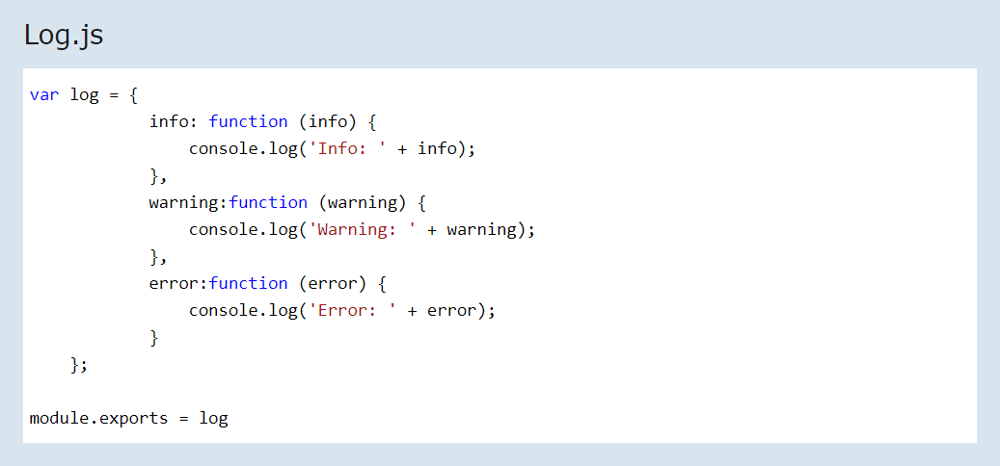 Log.js
var log = {
            info: function (info) {
                console.log('Info: ' + info);
            },
            warning:function (warning) {
                console.log('Warning: ' + warning);
            },
            error:function (error) {
                console.log('Error: ' + error);
            }
    };
module.exports = log